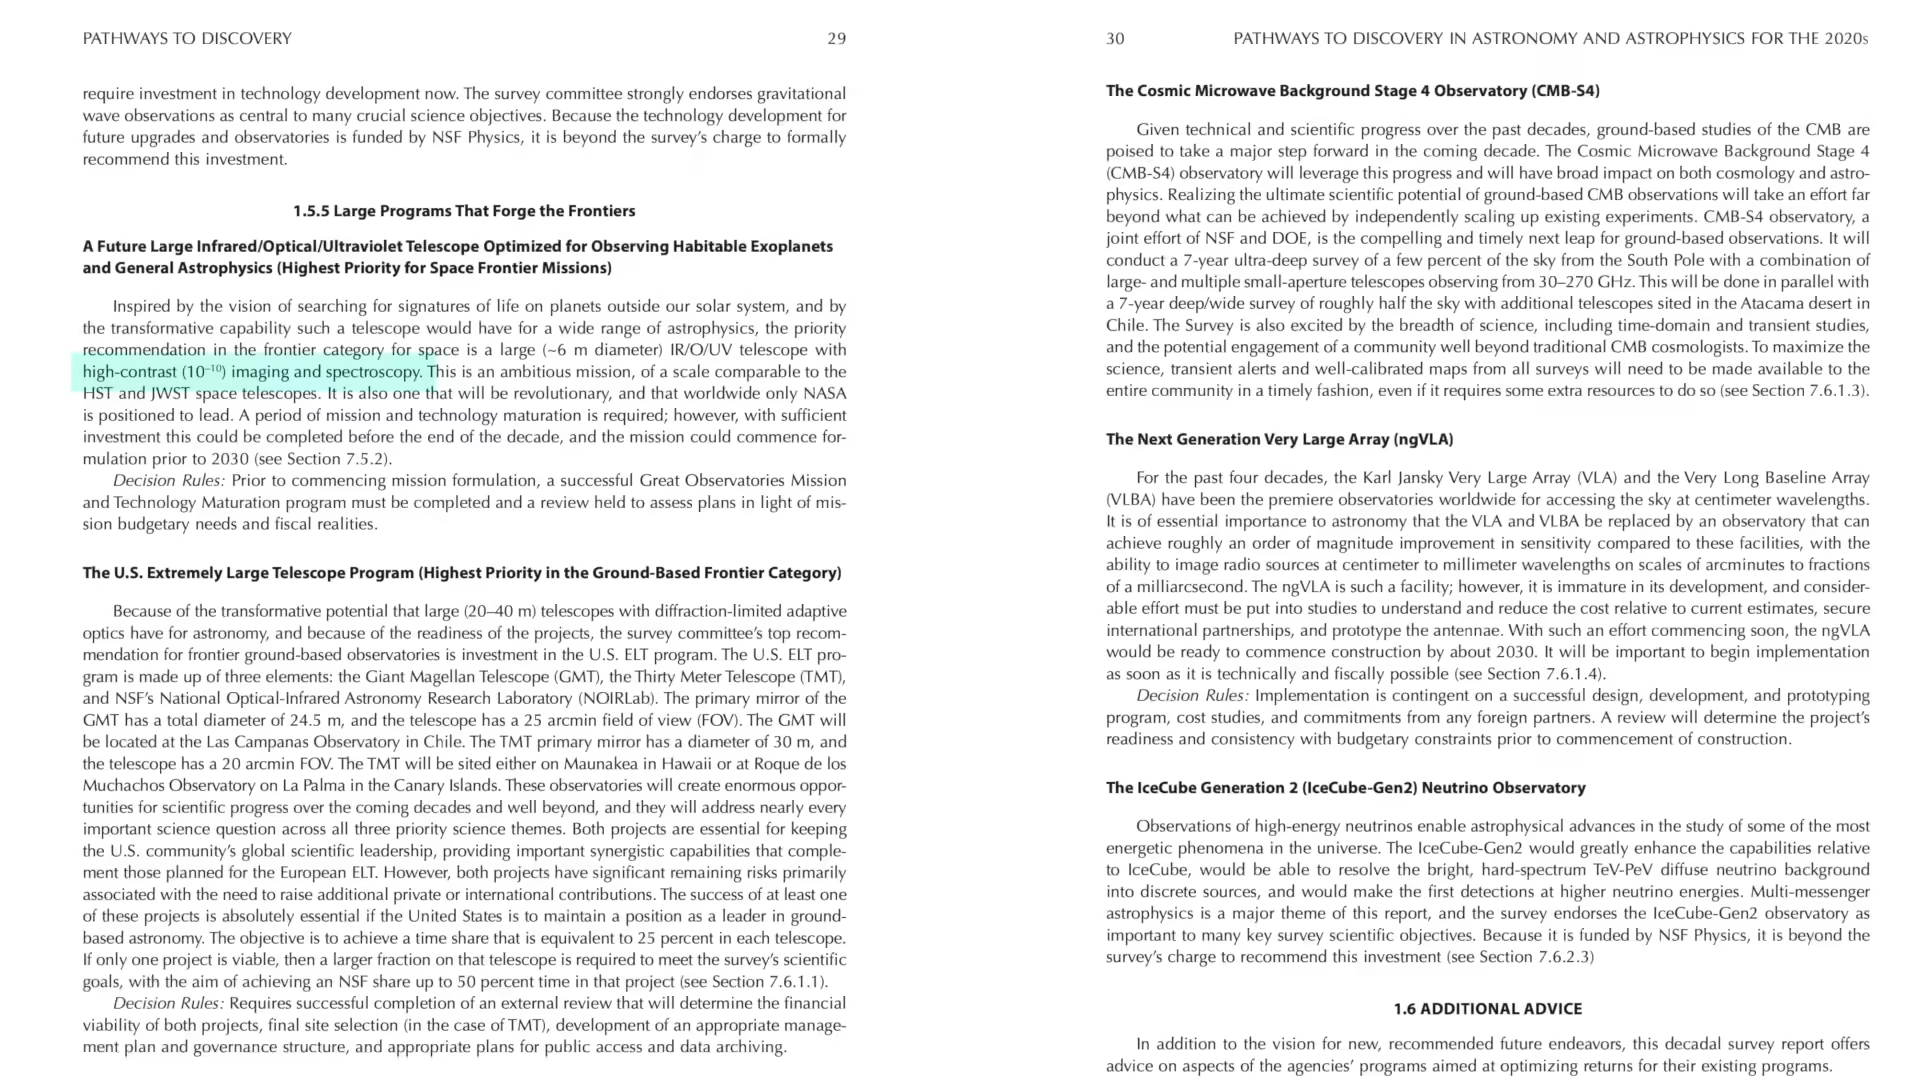 PATHWAYS TO DISCOVERY 29
require investment in technology development now. The survey committee strongly endorses gravitational
wave observations as central to many crucial science objectives. Because the technology development for
future upgrades and observatories is funded by NSF Physics, it is beyond the survey’s charge to formally
recommend this investment.
1.5.5 Large Programs That Forge the Frontiers
A Future Large Infrared/Optical/Ultraviolet Telescope Optimized for Observing Habitable Exoplanets
and General Astrophysics (Highest Priority for Space Frontier Missions)
Inspired by the vision of searching for signatures of life on planets outside our solar system, and by
the transformative capability such a telescope would have for a wide range of astrophysics, the priority
recommendation in the frontier category for space is a large (~6 m diameter) IR/O/UV telescope with
high-contrast (10⁻¹⁰) imaging and spectroscopy. This is an ambitious mission, of a scale comparable to the
HST and JWST space telescopes. It is also one that will be revolutionary, and that worldwide only NASA
is positioned to lead. A period of mission and technology maturation is required; however, with sufficient
investment this could be completed before the end of the decade, and the mission could commence for-
mulation prior to 2030 (see Section 7.5.2).
Decision Rules: Prior to commencing mission formulation, a successful Great Observatories Mission
and Technology Maturation program must be completed and a review held to assess plans in light of mis-
sion budgetary needs and fiscal realities.
The U.S. Extremely Large Telescope Program (Highest Priority in the Ground-Based Frontier Category)
Because of the transformative potential that large (20–40 m) telescopes with diffraction-limited adaptive
optics have for astronomy, and because of the readiness of the projects, the survey committee’s top recom-
mendation for frontier ground-based observatories is investment in the U.S. ELT program. The U.S. ELT pro-
gram is made up of three elements: the Giant Magellan Telescope (GMT), the Thirty Meter Telescope (TMT),
and NSF’s National Optical-Infrared Astronomy Research Laboratory (NOIRLab). The primary mirror of the
GMT has a total diameter of 24.5 m, and the telescope has a 25 arcmin field of view (FOV). The GMT will
be located at the Las Campanas Observatory in Chile. The TMT primary mirror has a diameter of 30 m, and
the telescope has a 20 arcmin FOV. The TMT will be sited either on Maunakea in Hawaii or at Roque de los
Muchachos Observatory on La Palma in the Canary Islands. These observatories will create enormous oppor-
tunities for scientific progress over the coming decades and well beyond, and they will address nearly every
important science question across all three priority science themes. Both projects are essential for keeping
the U.S. community’s global scientific leadership, providing important synergistic capabilities that comple-
ment those planned for the European ELT. However, both projects have significant remaining risks primarily
associated with the need to raise additional private or international contributions. The success of at least one
of these projects is absolutely essential if the United States is to maintain a position as a leader in ground-
based astronomy. The objective is to achieve a time share that is equivalent to 25 percent in each telescope.
If only one project is viable, then a larger fraction on that telescope is required to meet the survey’s scientific
goals, with the aim of achieving an NSF share up to 50 percent time in that project (see Section 7.6.1.1).
Decision Rules: Requires successful completion of an external review that will determine the financial
viability of both projects, final site selection (in the case of TMT), development of an appropriate manage-
ment plan and governance structure, and appropriate plans for public access and data archiving.
30 PATHWAYS TO DISCOVERY IN ASTRONOMY AND ASTROPHYSICS FOR THE 2020s
The Cosmic Microwave Background Stage 4 Observatory (CMB-S4)
Given technical and scientific progress over the past decades, ground-based studies of the CMB are
poised to take a major step forward in the coming decade. The Cosmic Microwave Background Stage 4
(CMB-S4) observatory will leverage this progress and will have broad impact on both cosmology and astro-
physics. Realizing the ultimate scientific potential of ground-based CMB observations will take an effort far
beyond what can be achieved by independently scaling up existing experiments. CMB-S4 observatory, a
joint effort of NSF and DOE, is the compelling and timely next leap for ground-based observations. It will
conduct a 7-year ultra-deep survey of a few percent of the sky from the South Pole with a combination of
large- and multiple small-aperture telescopes observing from 30–270 GHz. This will be done in parallel with
a 7-year deep/wide survey of roughly half the sky with additional telescopes sited in the Atacama desert in
Chile. The Survey is also excited by the breadth of science, including time-domain and transient studies,
and the potential engagement of a community well beyond traditional CMB cosmologists. To maximize the
science, transient alerts and well-calibrated maps from all surveys will need to be made available to the
entire community in a timely fashion, even if it requires some extra resources to do so (see Section 7.6.1.3).
The Next Generation Very Large Array (ngVLA)
For the past four decades, the Karl Jansky Very Large Array (VLA) and the Very Long Baseline Array
(VLBA) have been the premiere observatories worldwide for accessing the sky at centimeter wavelengths.
It is of essential importance to astronomy that the VLA and VLBA be replaced by an observatory that can
achieve roughly an order of magnitude improvement in sensitivity compared to these facilities, with the
ability to image radio sources at centimeter to millimeter wavelengths on scales of arcminutes to fractions
of a milliarcsecond. The ngVLA is such a facility; however, it is immature in its development, and consider-
able effort must be put into studies to understand and reduce the cost relative to current estimates, secure
international partnerships, and prototype the antennae. With such an effort commencing soon, the ngVLA
would be ready to commence construction by about 2030. It will be important to begin implementation
as soon as it is technically and fiscally possible (see Section 7.6.1.4).
Decision Rules: Implementation is contingent on a successful design, development, and prototyping
program, cost studies, and commitments from any foreign partners. A review will determine the project’s
readiness and consistency with budgetary constraints prior to commencement of construction.
The IceCube Generation 2 (IceCube-Gen2) Neutrino Observatory
Observations of high-energy neutrinos enable astrophysical advances in the study of some of the most
energetic phenomena in the universe. The IceCube-Gen2 would greatly enhance the capabilities relative
to IceCube, would be able to resolve the bright, hard-spectrum TeV-PeV diffuse neutrino background
into discrete sources, and would make the first detections at higher neutrino energies. Multi-messenger
astrophysics is a major theme of this report, and the survey endorses the IceCube-Gen2 observatory as
important to many key survey scientific objectives. Because it is funded by NSF Physics, it is beyond the
survey’s charge to recommend this investment (see Section 7.6.2.3)
1.6 ADDITIONAL ADVICE
In addition to the vision for new, recommended future endeavors, this decadal survey report offers
advice on aspects of the agencies’ programs aimed at optimizing returns for their existing programs.